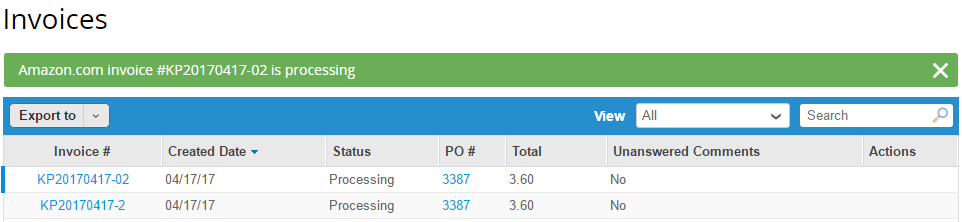 Invoices
Amazon.com invoice #KP20170417-02 is processing
Export to View All Search
Invoice # Created Date Status PO # Total Unanswered Comments Actions
KP20170417-02 04/17/17 Processing 3387 3.60 No
KP20170417-2 04/17/17 Processing 3387 3.60 No